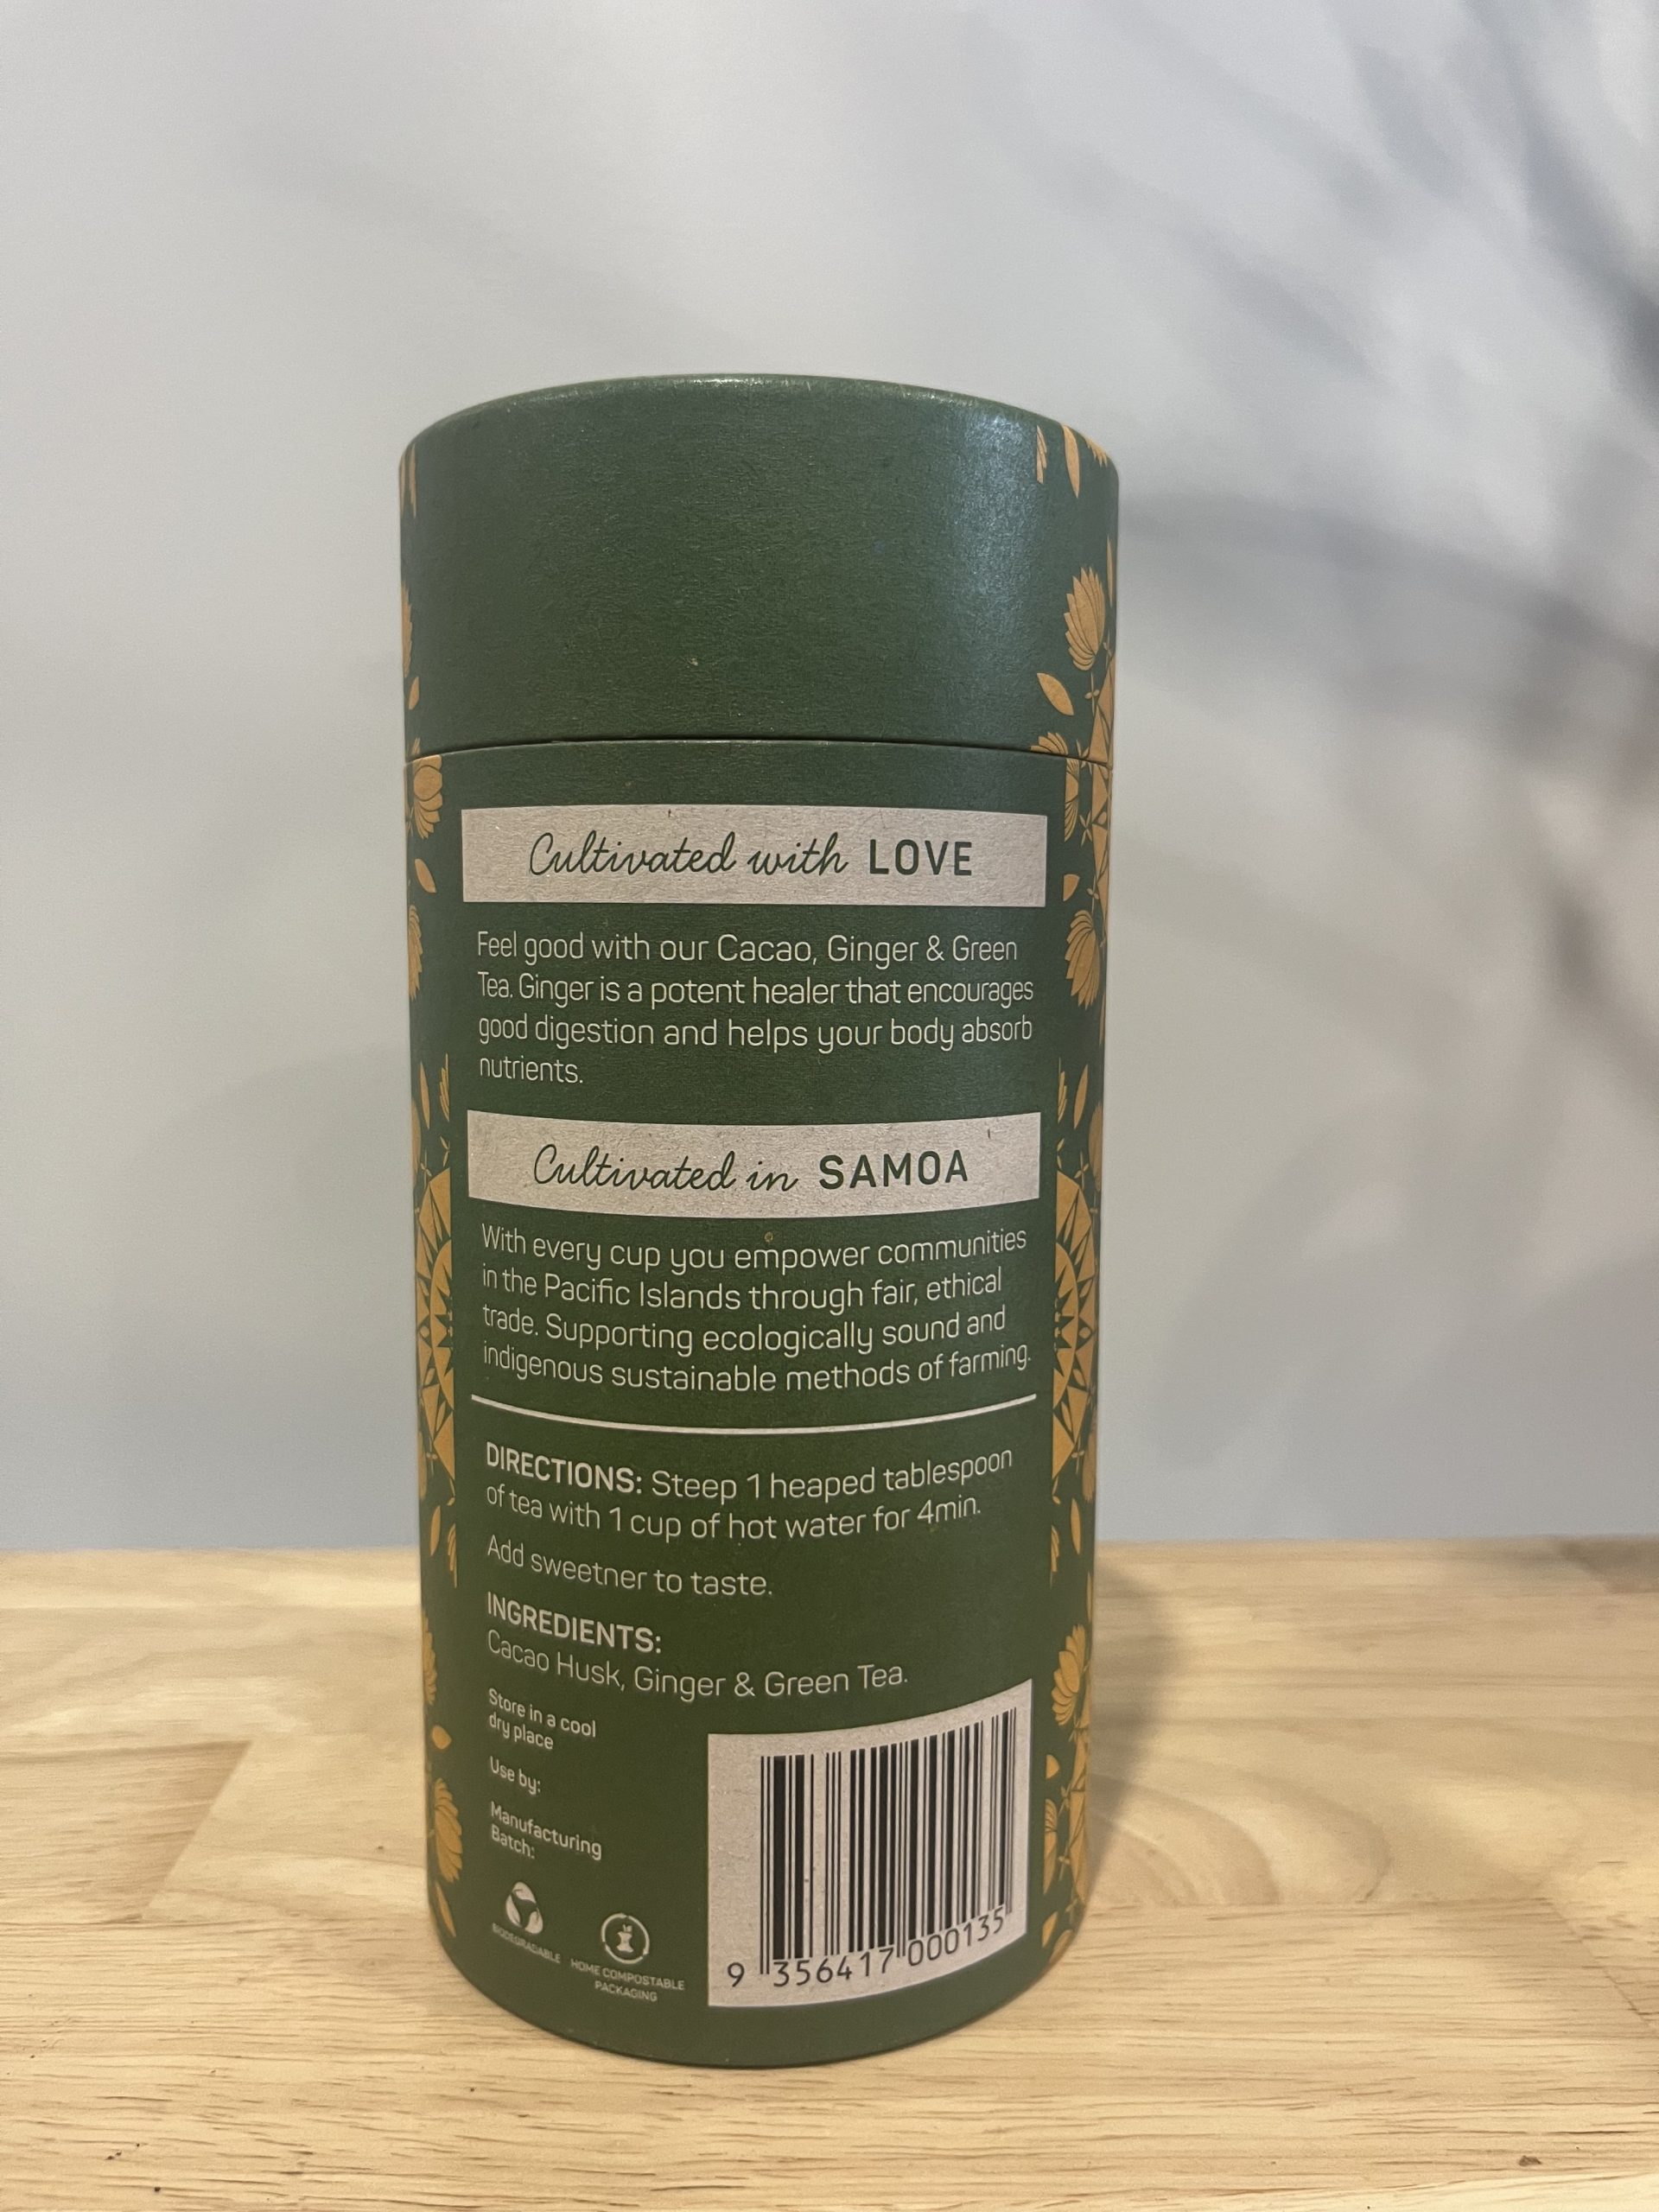 Cultivated with LOVE
Feel good with our Cacao, Ginger & Green
Tea. Ginger is a potent healer that encourages
good digestion and helps your body absorb
nutrients.
Cultivated in SAMOA
With every cup you empower communities
in the Pacific Islands through fair, ethical
trade. Supporting ecologically sound and
indigenous sustainable methods of farming.
DIRECTIONS: Steep 1 heaped tablespoon
of tea with 1 cup of hot water for 4min.
Add sweetner to taste.
INGREDIENTS:
Cacao Husk, Ginger & Green Tea.
Store in a cool
dry place
Use by:
Manufacturing
Batch:
BIODEGRADABLE
HOME COMPOSTABLE
PACKAGING
9 356417 000135